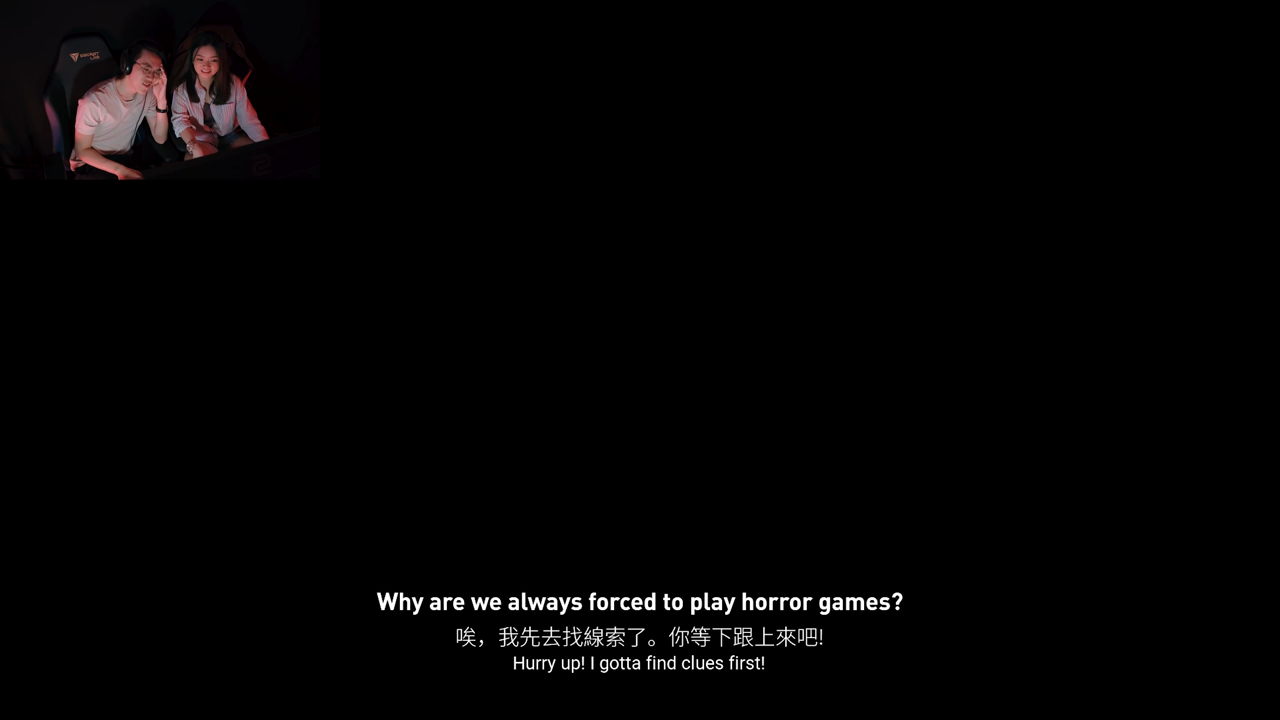 Why are we always forced to play horror games?
唉，我先去找線索了。你等下跟上來吧!
Hurry up! I gotta find clues first!